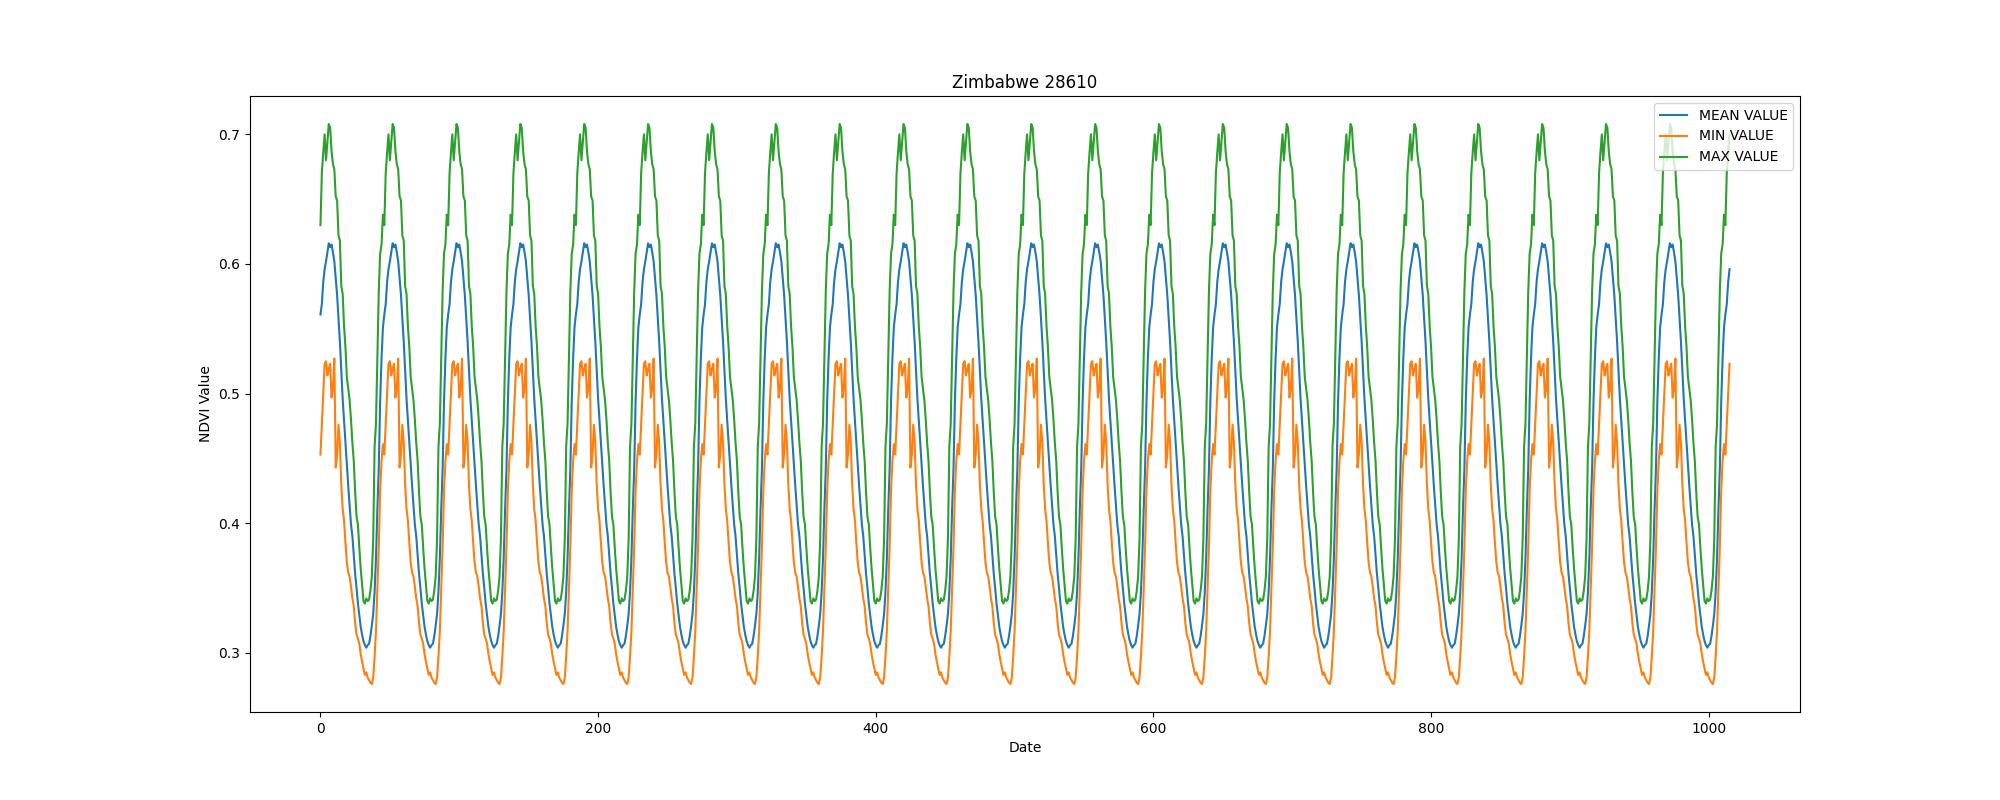 Zimbabwe 28610
MEAN VALUE
MIN VALUE
MAX VALUE
0.7
0.6
0.5
0.4
0.3
NDVI Value
0 200 400 600 800 1000
Date